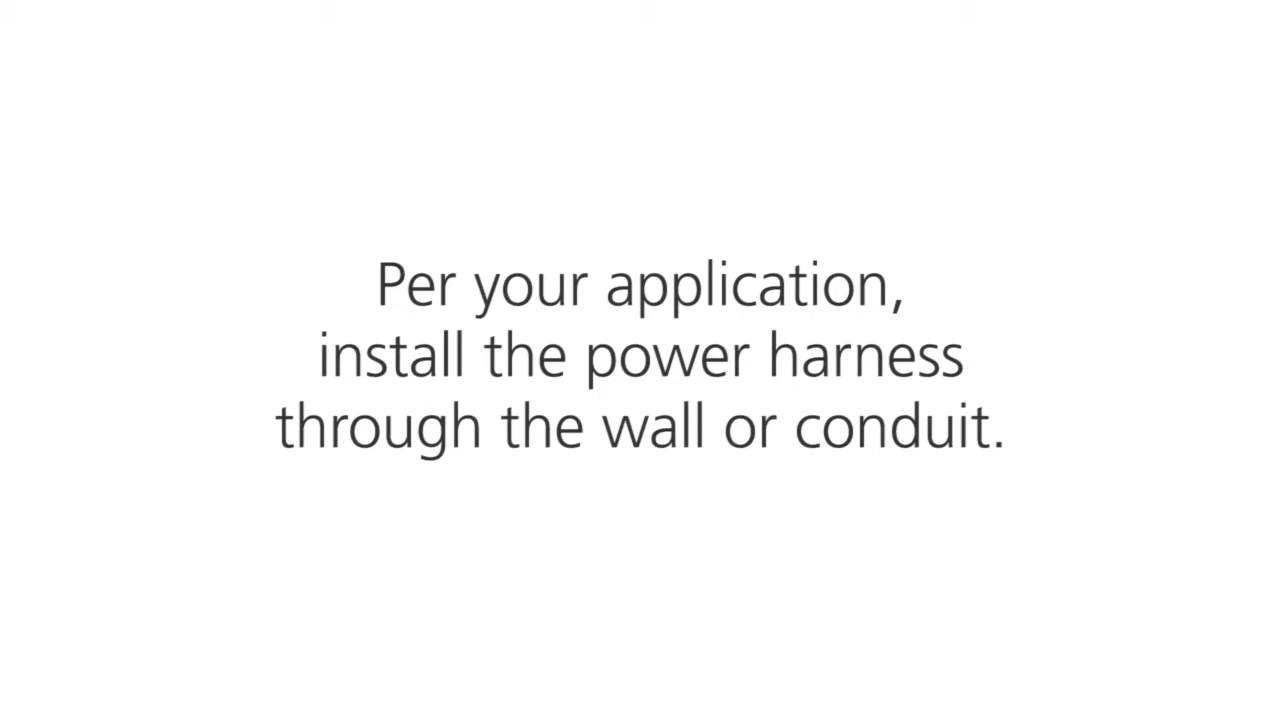 Per your application,
install the power harness
through the wall or conduit.